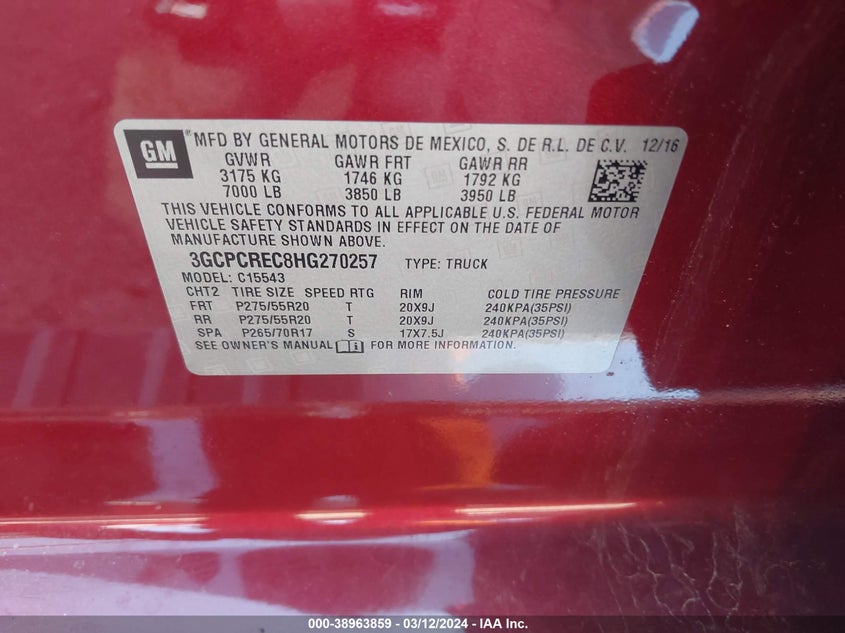 GM ® MFD BY GENERAL MOTORS DE MEXICO, S. DE R.L. DE C.V. 12/16
GVWR GAWR FRT GAWR RR
3175 KG 1746 KG 1792 KG
7000 LB 3850 LB 3950 LB
THIS VEHICLE CONFORMS TO ALL APPLICABLE U.S. FEDERAL MOTOR
VEHICLE SAFETY STANDARDS IN EFFECT ON THE DATE OF
MANUFACTURE SHOWN ABOVE.
3GCPCREC8HG270257 TYPE: TRUCK
MODEL: C15543
CHT2 TIRE SIZE SPEED RTG RIM COLD TIRE PRESSURE
FRT P275/55R20 T 20X9J 240KPA(35PSI)
RR P275/55R20 T 20X9J 240KPA(35PSI)
SPA P265/70R17 S 17X7.5J 240KPA(35PSI)
SEE OWNER'S MANUAL FOR MORE INFORMATION.
000-38963859 - 03/12/2024 - IAA Inc.